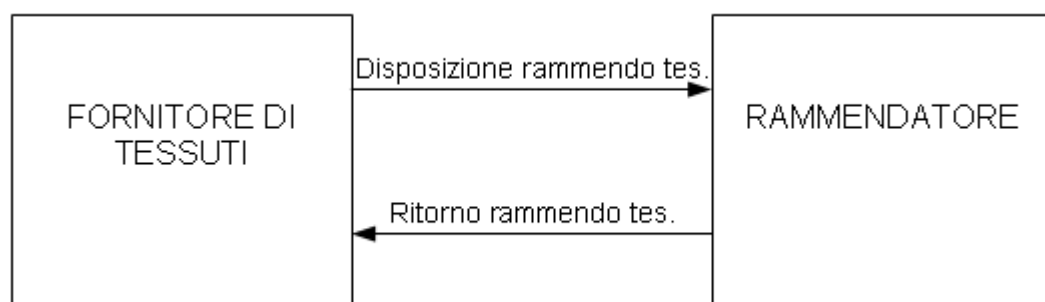 FORNITORE DI
TESSUTI
Disposizione rammendo tes.
Ritorno rammendo tes.
RAMMENDATORE